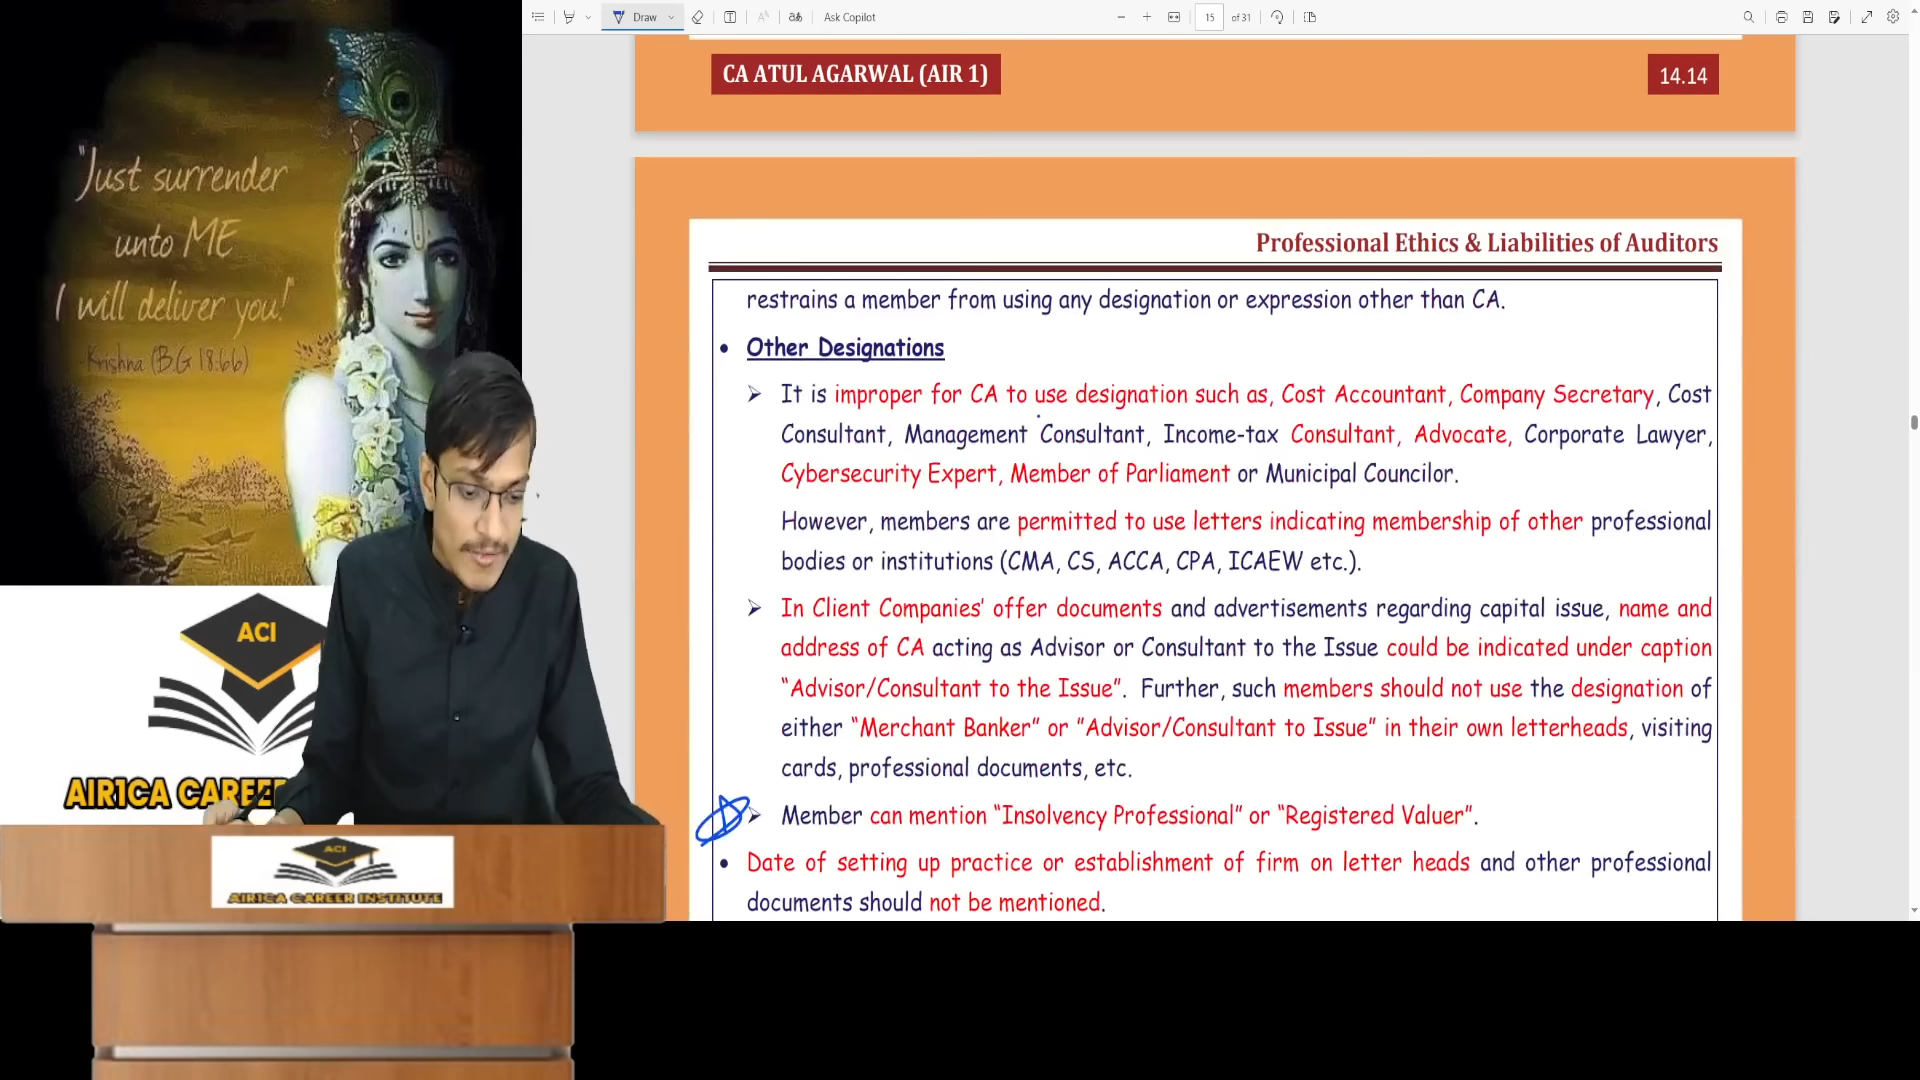 Draw
Ask Copilot
15
of 31
CA ATUL AGARWAL (AIR 1)
14.14
"Just surrender
unto ME
I will deliver you!"
-Krishna (B.G 18:66)
Professional Ethics & Liabilities of Auditors
restrains a member from using any designation or expression other than CA.
• Other Designations
➢ It is improper for CA to use designation such as, Cost Accountant, Company Secretary, Cost
Consultant, Management Consultant, Income-tax Consultant, Advocate, Corporate Lawyer,
Cybersecurity Expert, Member of Parliament or Municipal Councilor.
However, members are permitted to use letters indicating membership of other professional
bodies or institutions (CMA, CS, ACCA, CPA, ICAEW etc.).
➢ In Client Companies' offer documents and advertisements regarding capital issue, name and
address of CA acting as Advisor or Consultant to the Issue could be indicated under caption
"Advisor/Consultant to the Issue". Further, such members should not use the designation of
either "Merchant Banker" or "Advisor/Consultant to Issue" in their own letterheads, visiting
cards, professional documents, etc.
➢ Member can mention "Insolvency Professional" or "Registered Valuer".
• Date of setting up practice or establishment of firm on letter heads and other professional
documents should not be mentioned.
ACI
AIR1CA CAREE
ACI
AIR1CA CAREER INSTITUTE